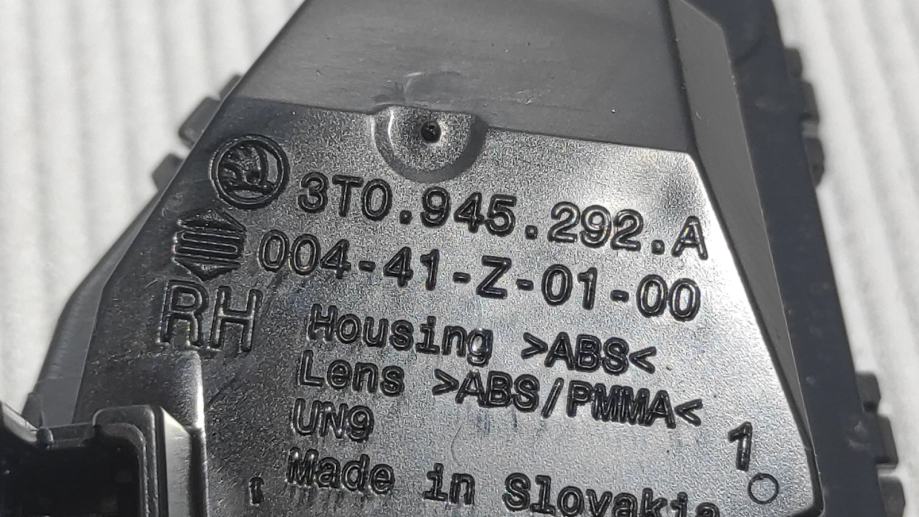 3T0.945.292.A
004-41-Z-01-00
RH
Housing >ABS<
Lens >ABS/PMMA<
UN9
1
Made in Slovakia